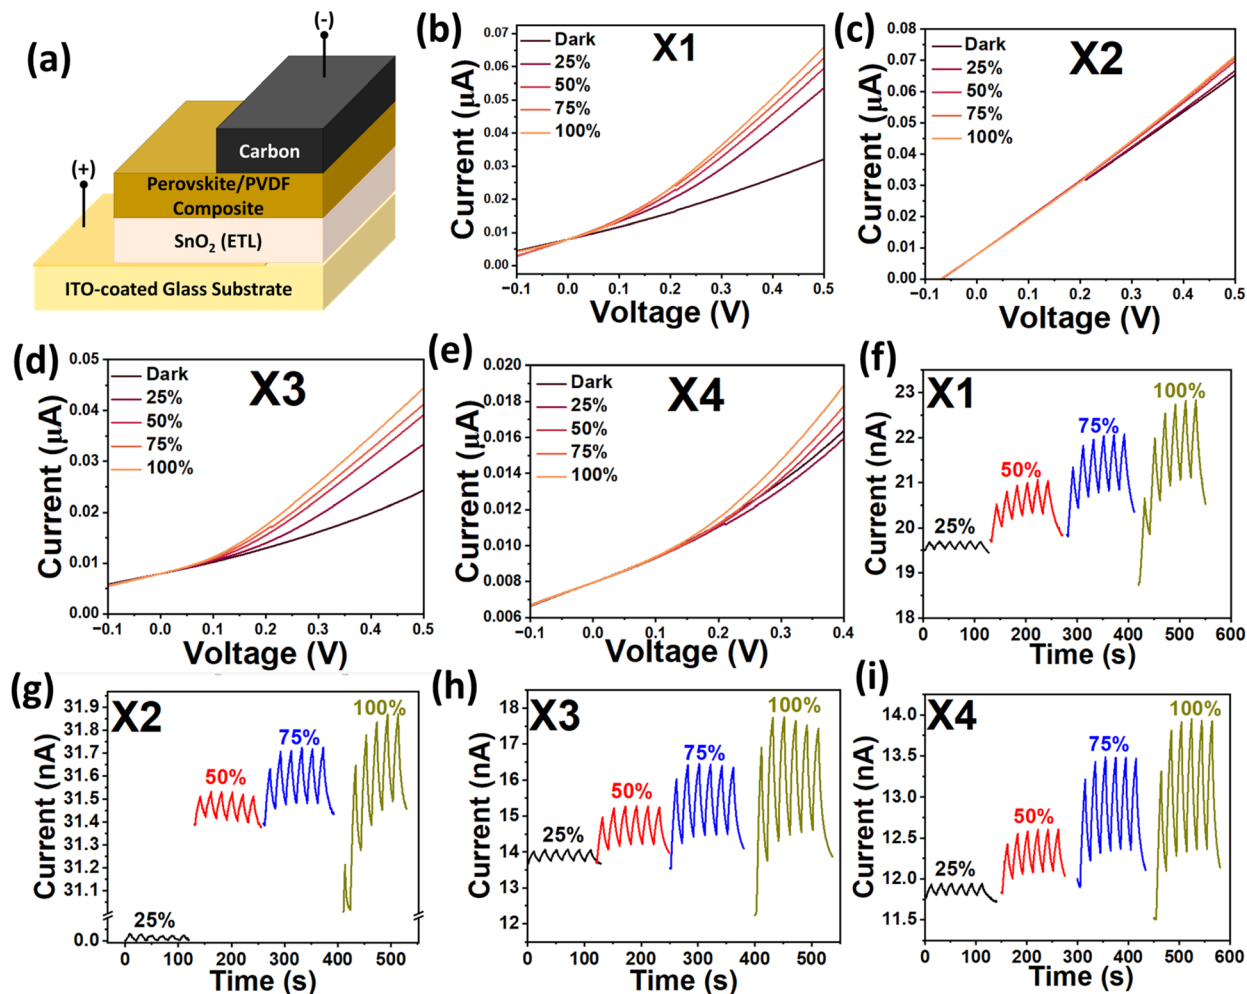 (a)
(-)
(+)
Carbon
Perovskite/PVDF
Composite
SnO₂ (ETL)
ITO-coated Glass Substrate
(b)
X1
Dark
25%
50%
75%
100%
Current (µA)
0.07
0.06
0.05
0.04
0.03
0.02
0.01
0.00
−0.1 0.0 0.1 0.2 0.3 0.4 0.5
Voltage (V)
(c)
X2
Dark
25%
50%
75%
100%
Current (µA)
0.08
0.07
0.06
0.05
0.04
0.03
0.02
0.01
0.00
−0.1 0.0 0.1 0.2 0.3 0.4 0.5
Voltage (V)
(d)
X3
Dark
25%
50%
75%
100%
Current (µA)
0.05
0.04
0.03
0.02
0.01
0.00
−0.1 0.0 0.1 0.2 0.3 0.4 0.5
Voltage (V)
(e)
X4
Dark
25%
50%
75%
100%
Current (µA)
0.020
0.018
0.016
0.014
0.012
0.010
0.008
0.006
−0.1 0.0 0.1 0.2 0.3 0.4
Voltage (V)
(f)
X1
25%
50%
75%
100%
Current (nA)
23
22
21
20
19
18
0 100 200 300 400 500 600
Time (s)
(g)
X2
25%
50%
75%
100%
Current (nA)
31.9
31.8
31.7
31.6
31.5
31.4
31.2
31.1
0.0
0 100 200 300 400 500
Time (s)
(h)
X3
25%
50%
75%
100%
Current (nA)
18
17
16
15
14
13
12
0 100 200 300 400 500
Time (s)
(i)
X4
25%
50%
75%
100%
Current (nA)
14.0
13.5
13.0
12.5
12.0
11.5
0 100 200 300 400 500 600
Time (s)